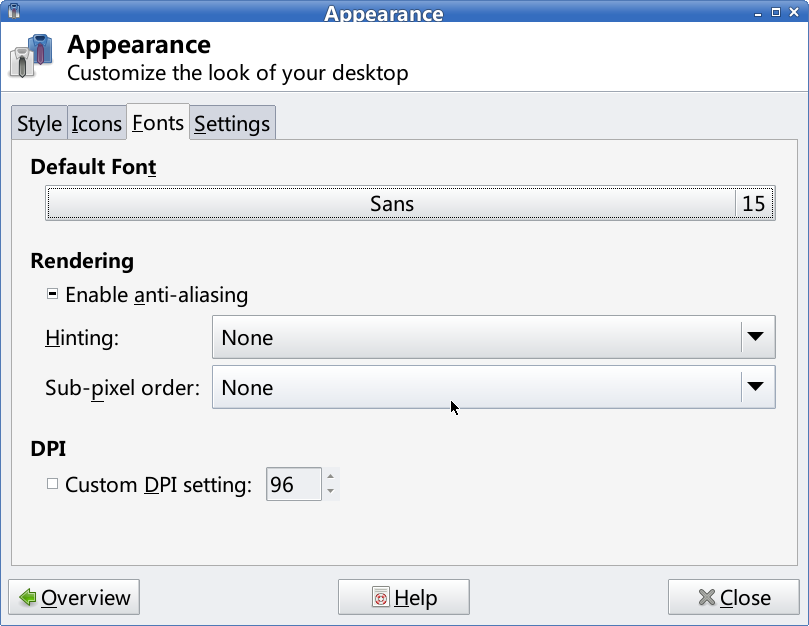 Appearance
Appearance
Customize the look of your desktop
Style Icons Fonts Settings
Default Font
Sans 15
Rendering
Enable anti-aliasing
Hinting: None
Sub-pixel order: None
DPI
Custom DPI setting: 96
Overview Help Close